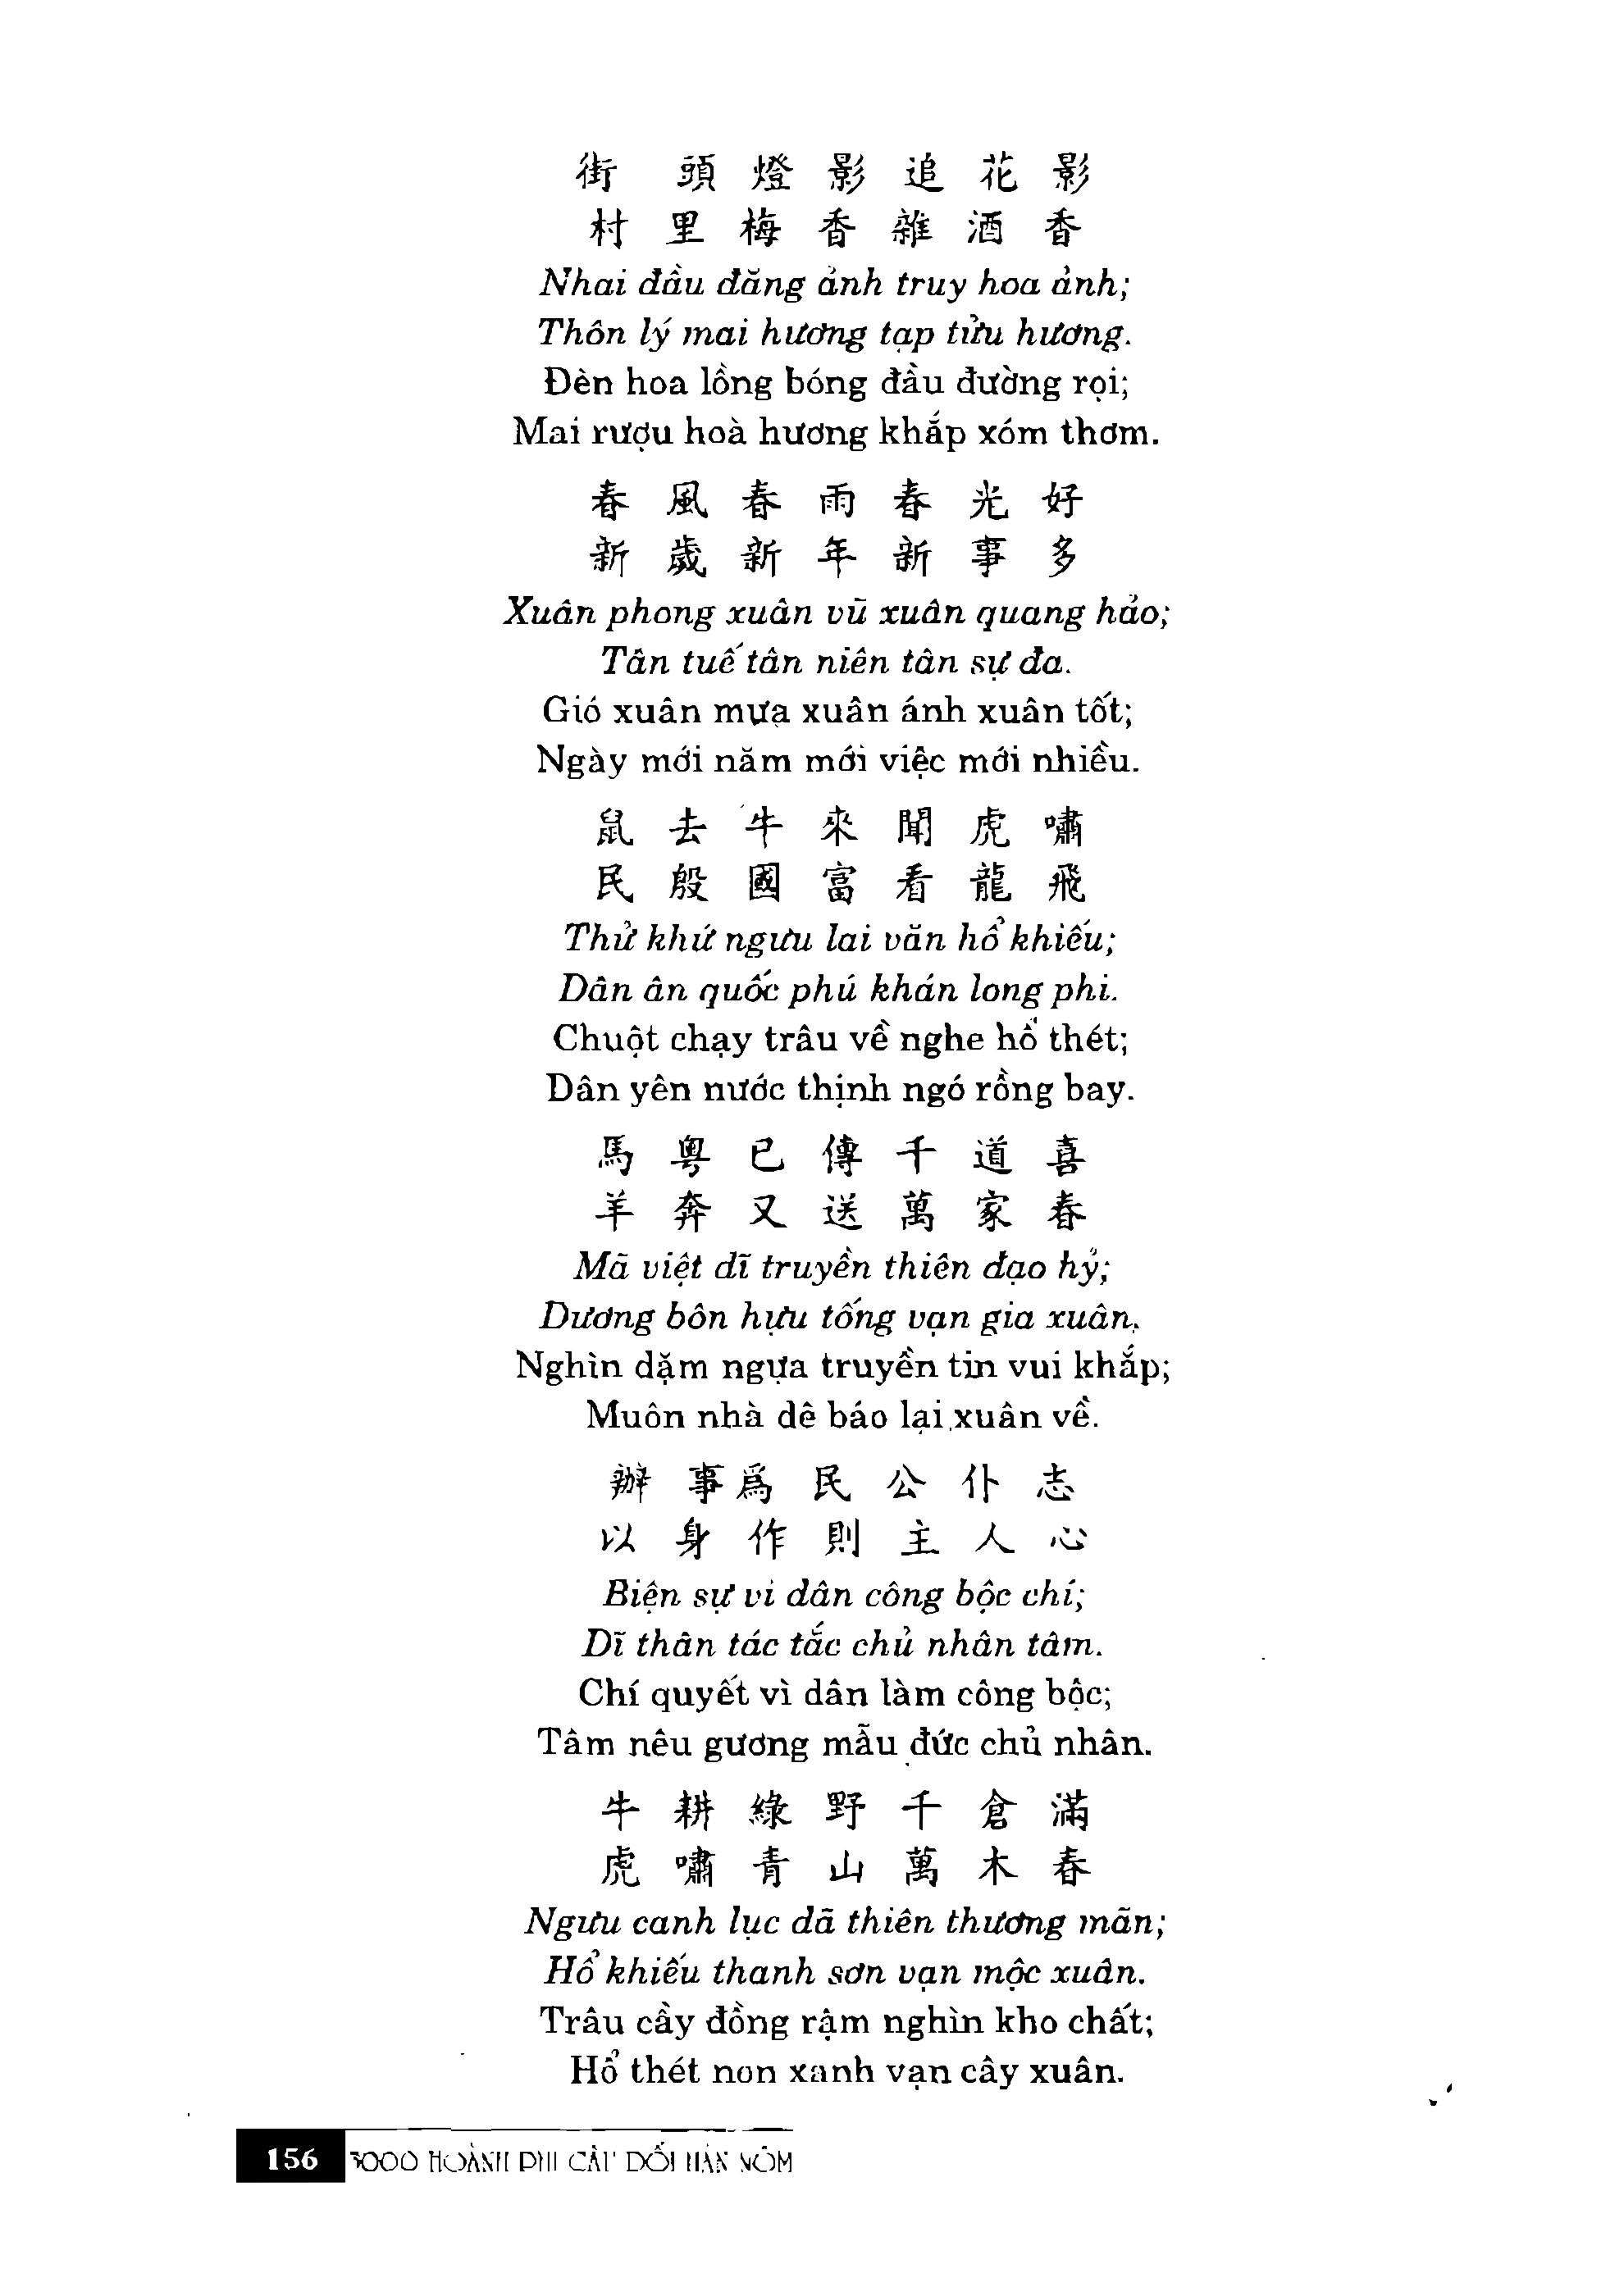 街頭燈影追花影
村里梅香雜酒香
Nhai đầu đăng ảnh truy hoa ảnh;
Thôn lý mai hương tạp tửu hương.
Đèn hoa lồng bóng đầu đường rọi;
Mai rượu hoà hương khắp xóm thơm.
春風春雨春光好
新歲新年新事多
Xuân phong xuân vũ xuân quang hảo;
Tân tuế tân niên tân sự đa.
Gió xuân mưa xuân ánh xuân tốt;
Ngày mới năm mới việc mới nhiều.
鼠去牛來聞虎嘯
民殷國富看龍飛
Thử khứ ngưu lai văn hổ khiếu;
Dân ân quốc phú khán long phi.
Chuột chạy trâu về nghe hổ thét;
Dân yên nước thịnh ngó rồng bay.
馬粤已傳千道喜
羊奔又送萬家春
Mã việt dĩ truyền thiên đạo hỷ;
Dương bôn hựu tống vạn gia xuân.
Nghìn dặm ngựa truyền tin vui khắp;
Muôn nhà dê báo lại xuân về.
辦事爲民公仆志
以身作則主人心
Biện sự vì dân công bộc chí;
Dĩ thân tác tắc chủ nhân tâm.
Chí quyết vì dân làm công bộc;
Tâm nêu gương mẫu đức chủ nhân.
牛耕綠野千倉滿
虎嘯青山萬木春
Ngưu canh lục dã thiên thương mãn;
Hổ khiếu thanh sơn vạn mộc xuân.
Trâu cầy đồng rậm nghìn kho chất;
Hổ thét non xanh vạn cây xuân.
156 3000 HOÀNH PHI CÂU ĐỐI HÁN NÔM